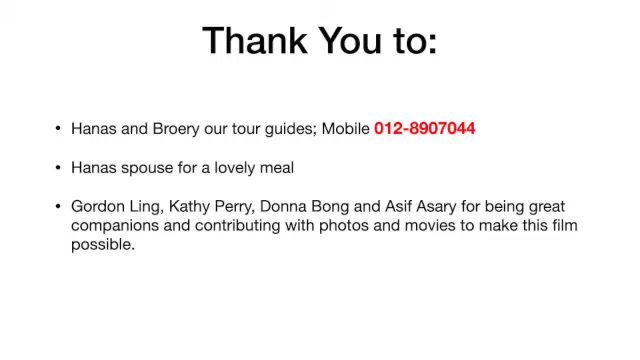 Thank You to:
• Hanas and Broery our tour guides; Mobile 012-8907044
• Hanas spouse for a lovely meal
• Gordon Ling, Kathy Perry, Donna Bong and Asif Asary for being great
companions and contributing with photos and movies to make this film
possible.